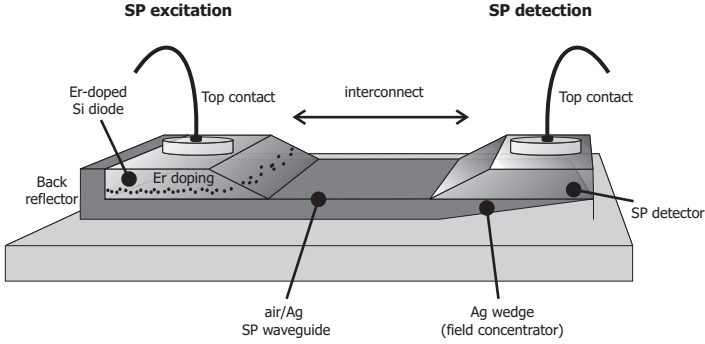 SP excitation
SP detection
Er-doped
Si diode
Top contact
interconnect
Top contact
Er doping
Back
reflector
SP detector
air/Ag
SP waveguide
Ag wedge
(field concentrator)